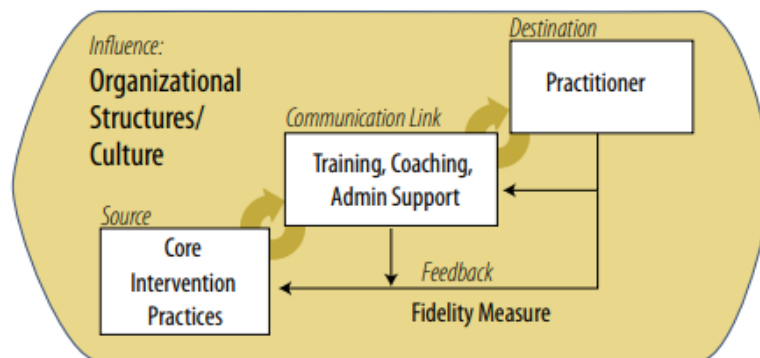 Influence:
Organizational
Structures/
Culture
Destination
Practitioner
Communication Link
Training, Coaching,
Admin Support
Source
Core
Intervention
Practices
Feedback
Fidelity Measure